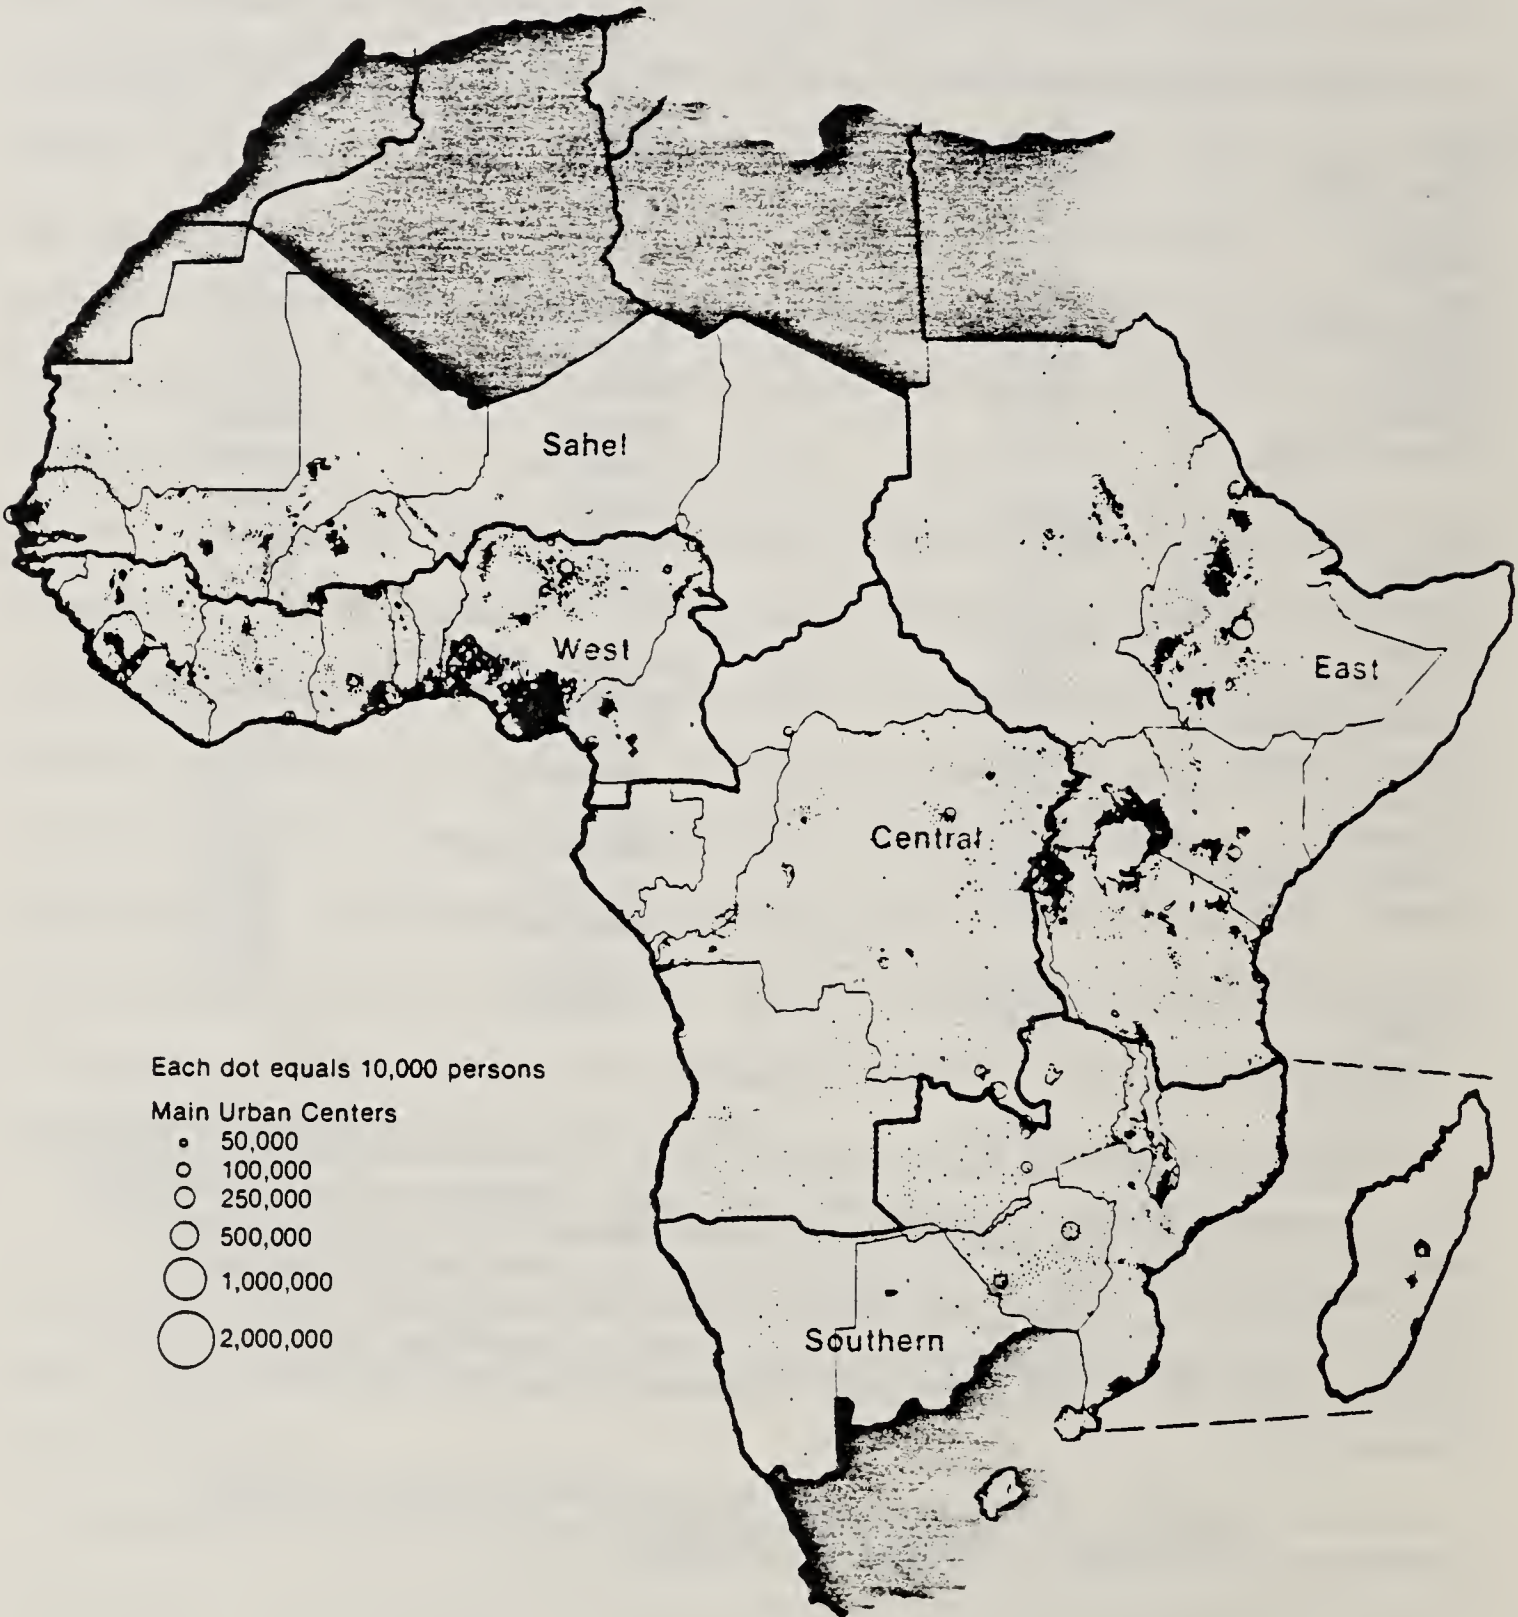 Sahel
West
East
Central
Each dot equals 10,000 persons
Main Urban Centers
50,000
100,000
250,000
500,000
1,000,000
2,000,000
Southern